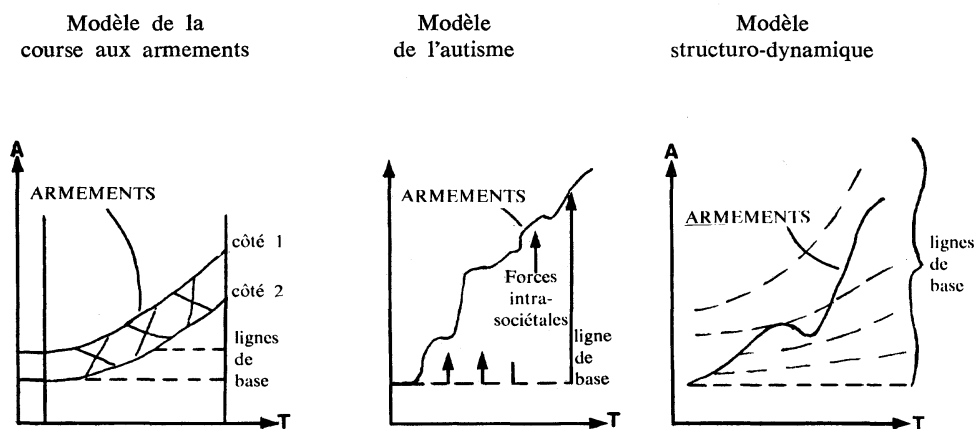 Modèle de la
course aux armements
A
ARMEMENTS
côté 1
côté 2
lignes
de
base
T
Modèle
de l'autisme
ARMEMENTS
Forces
intra-
sociétales
ligne
de
base
T
Modèle
structuro-dynamique
A
ARMEMENTS
lignes
de
base
T